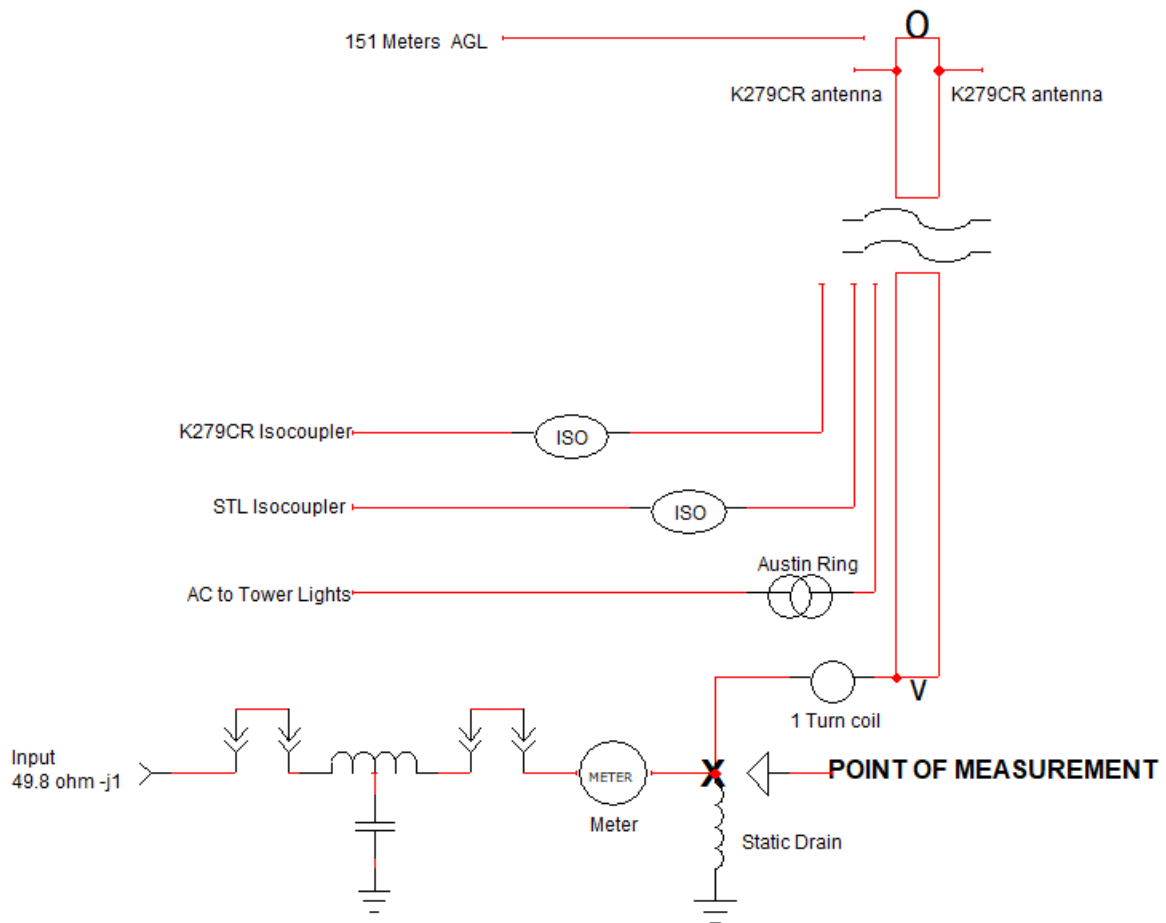 O
151 Meters AGL
K279CR antenna
K279CR antenna
K279CR Isocoupler
ISO
STL Isocoupler
ISO
Austin Ring
AC to Tower Lights
V
1 Turn coil
Input
49.8 ohm -j1
METER
X
POINT OF MEASUREMENT
Meter
Static Drain